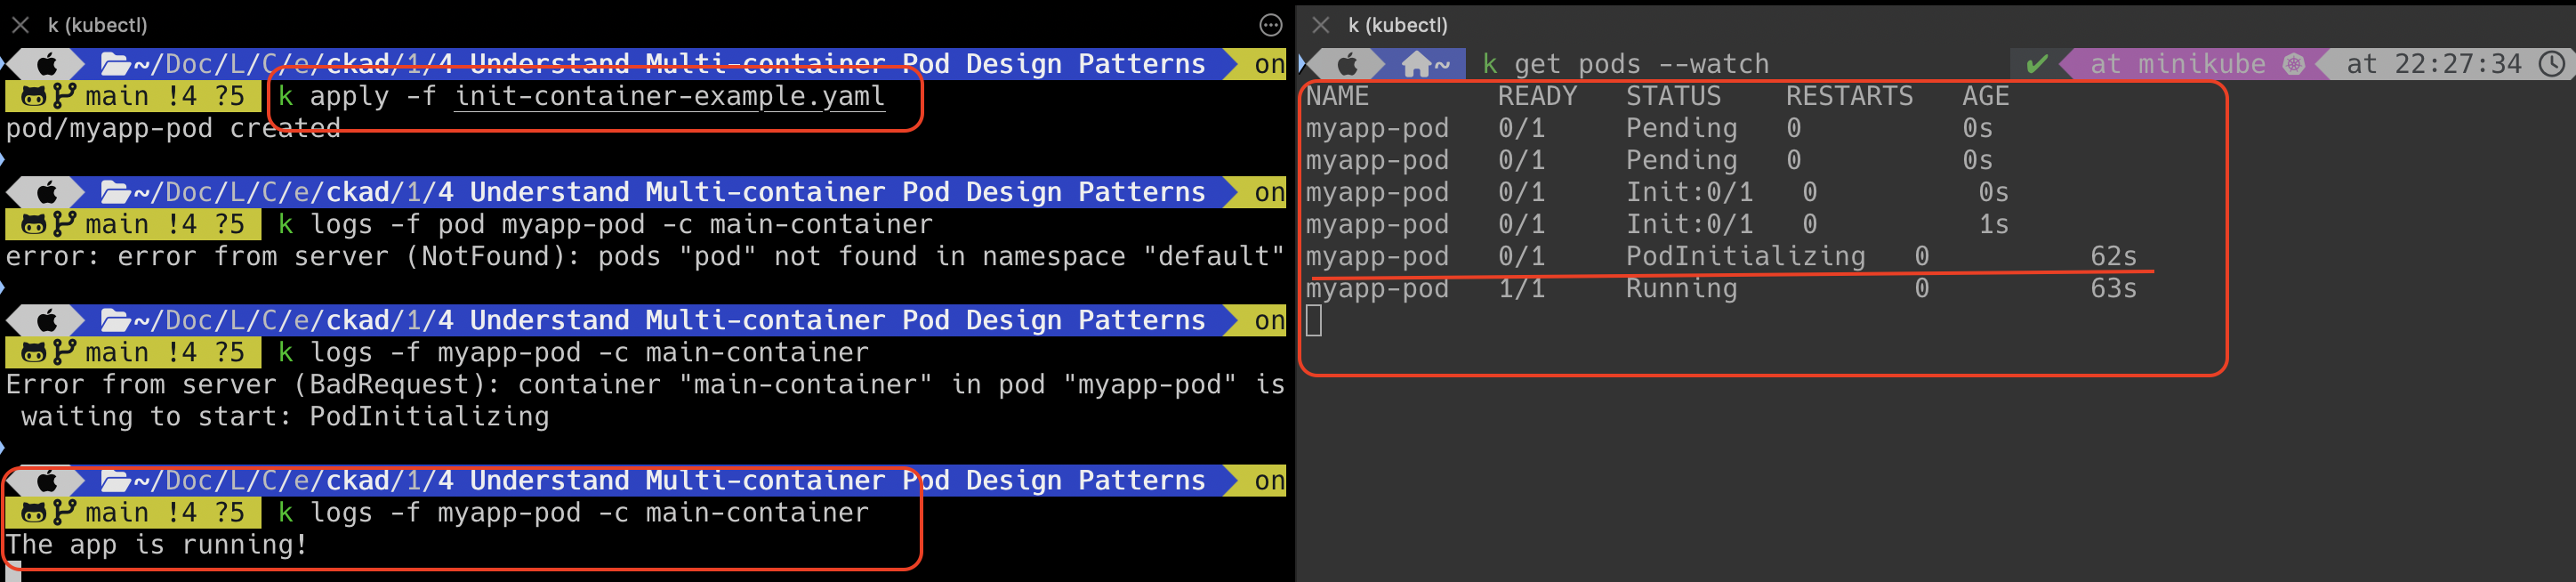 k (kubectl)
~/Doc/L/C/e/ckad/1/4 Understand Multi-container Pod Design Patterns on
main !4 ?5 k apply -f init-container-example.yaml
pod/myapp-pod created
~/Doc/L/C/e/ckad/1/4 Understand Multi-container Pod Design Patterns on
main !4 ?5 k logs -f pod myapp-pod -c main-container
error: error from server (NotFound): pods "pod" not found in namespace "default"
~/Doc/L/C/e/ckad/1/4 Understand Multi-container Pod Design Patterns on
main !4 ?5 k logs -f myapp-pod -c main-container
Error from server (BadRequest): container "main-container" in pod "myapp-pod" is
waiting to start: PodInitializing
~/Doc/L/C/e/ckad/1/4 Understand Multi-container Pod Design Patterns on
main !4 ?5 k logs -f myapp-pod -c main-container
The app is running!
k (kubectl)
~ k get pods --watch ✔ at minikube at 22:27:34
NAME READY STATUS RESTARTS AGE
myapp-pod 0/1 Pending 0 0s
myapp-pod 0/1 Pending 0 0s
myapp-pod 0/1 Init:0/1 0 0s
myapp-pod 0/1 Init:0/1 0 1s
myapp-pod 0/1 PodInitializing 0 62s
myapp-pod 1/1 Running 0 63s